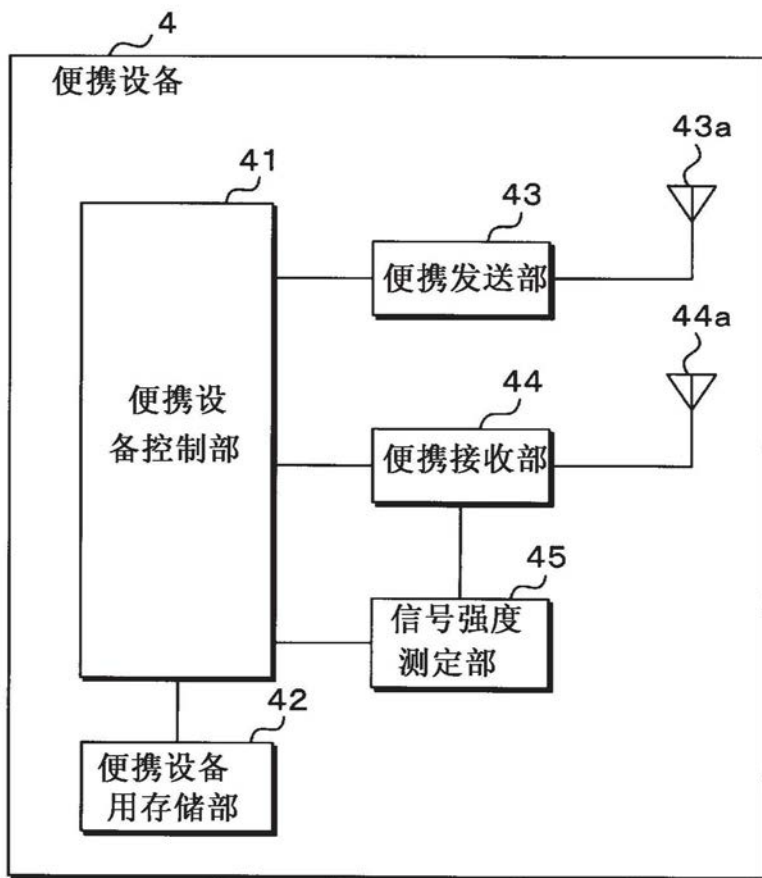 4
便携设备
41
43
43a
便携发送部
44
44a
便携设
备控制部
便携接收部
45
信号强度
测定部
42
便携设备
用存储部